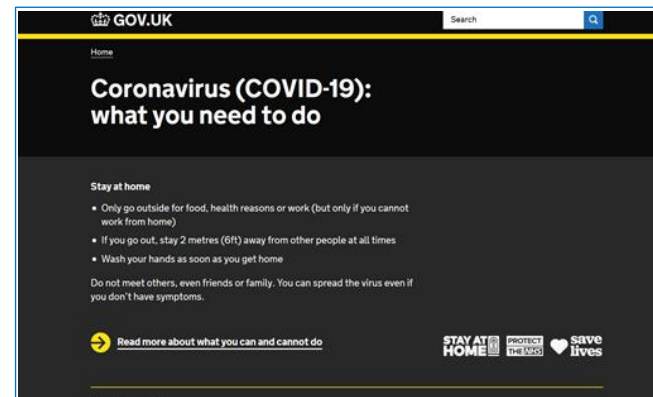 GOV.UK
Search
Home
Coronavirus (COVID-19):
what you need to do
Stay at home
• Only go outside for food, health reasons or work (but only if you cannot
work from home)
• If you go out, stay 2 metres (6ft) away from other people at all times
• Wash your hands as soon as you get home
Do not meet others, even friends or family. You can spread the virus even if
you don't have symptoms.
Read more about what you can and cannot do
STAY AT
HOME
PROTECT
THE NHS
save
lives